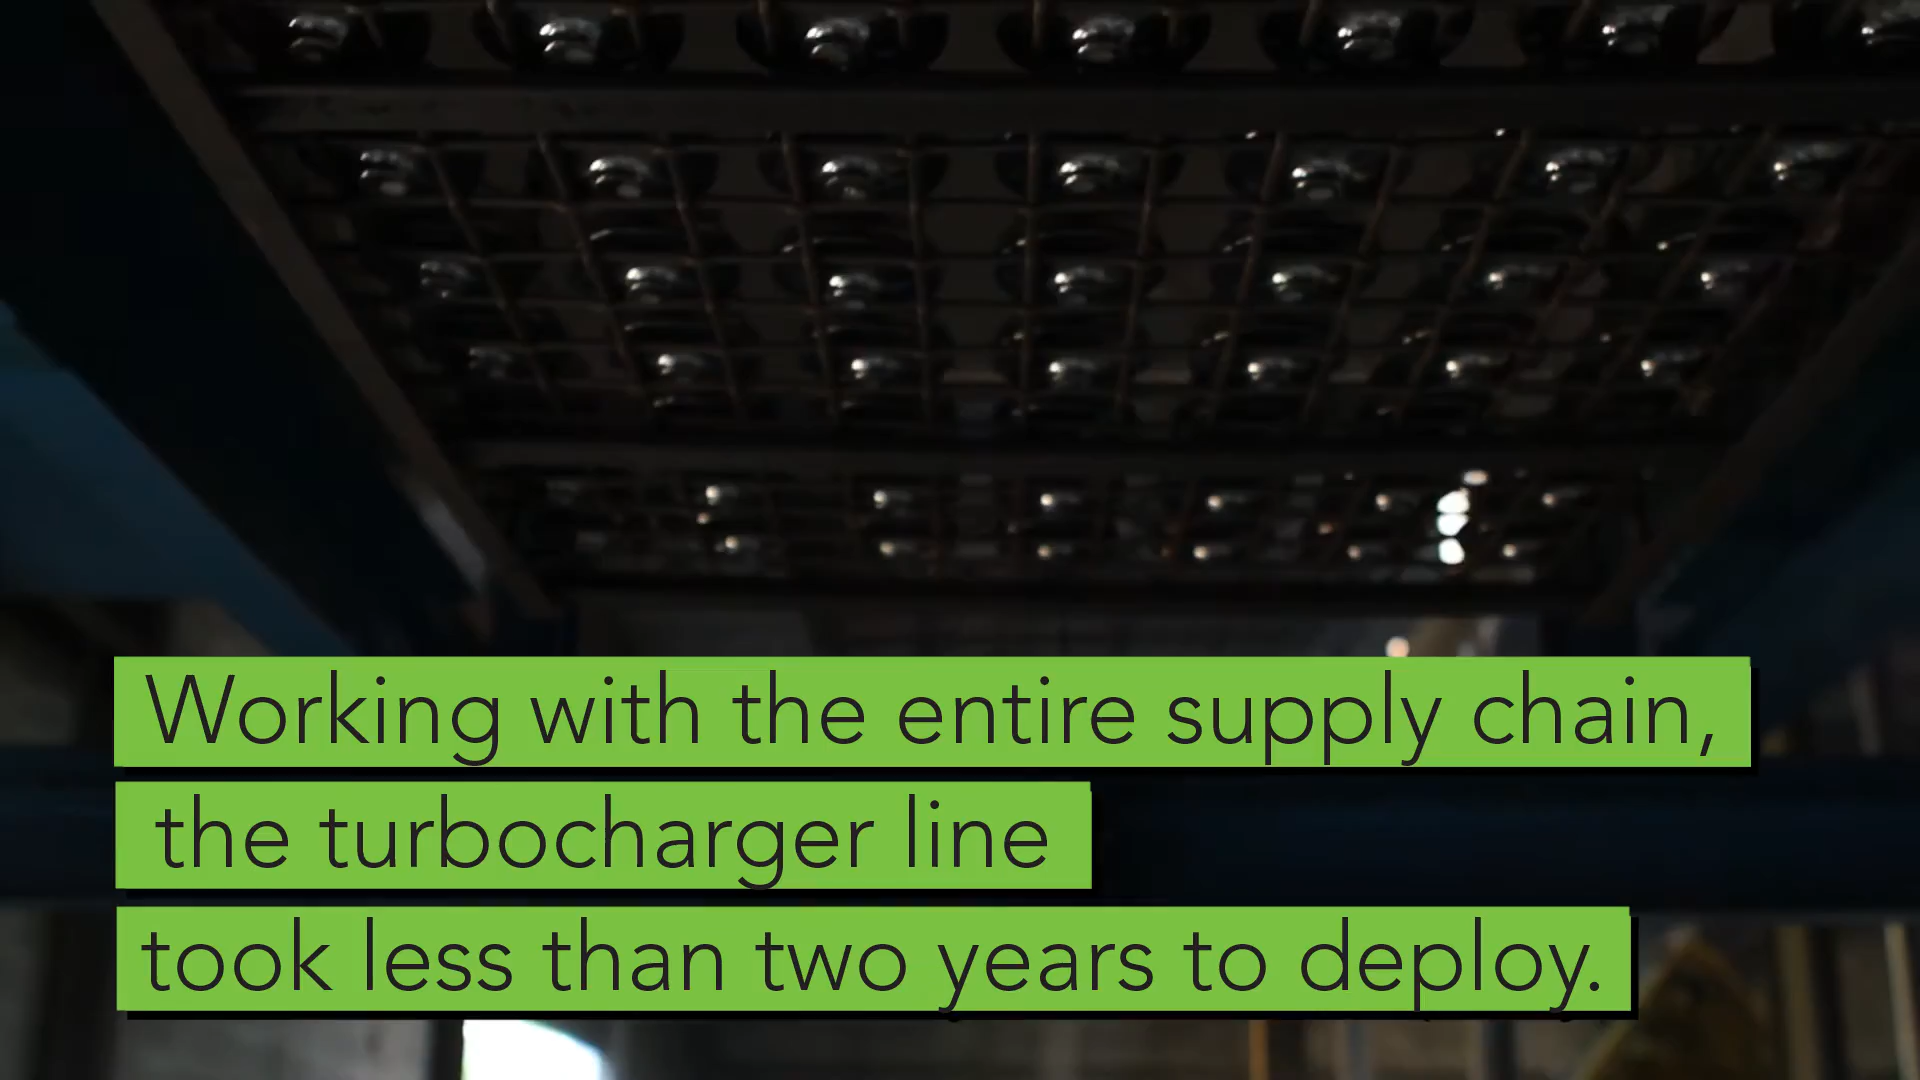 Working with the entire supply chain,
the turbocharger line
took less than two years to deploy.